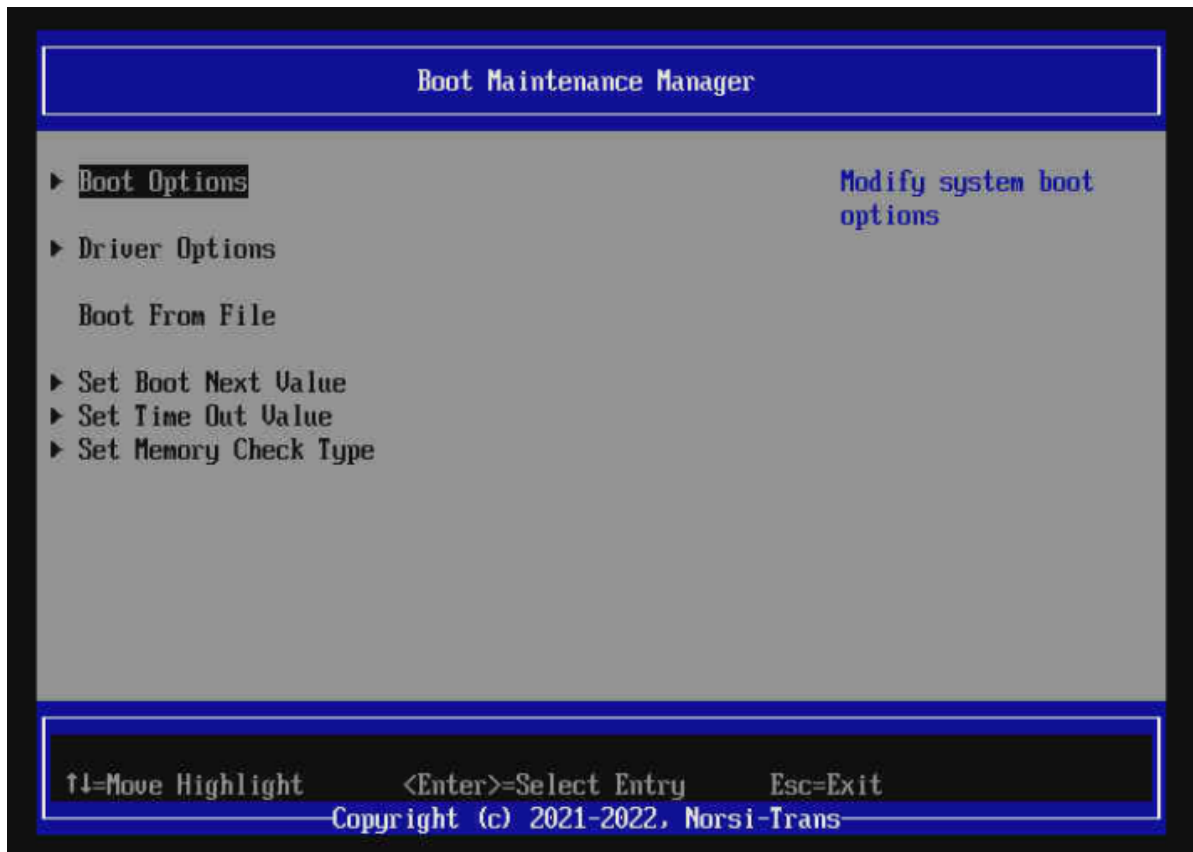 Boot Maintenance Manager
▶ Boot Options
Modify system boot
options
▶ Driver Options
Boot From File
▶ Set Boot Next Value
▶ Set Time Out Value
▶ Set Memory Check Type
↑↓=Move Highlight <Enter>=Select Entry Esc=Exit
Copyright (c) 2021-2022, Norsi-Trans